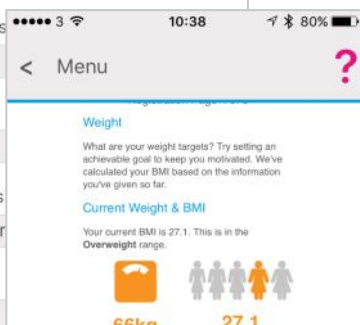 3 10:38 80%
< Menu ?
Weight
What are your weight targets? Try setting an
achievable goal to keep you motivated. We've
calculated your BMI based on the information
you've given so far.
Current Weight & BMI
Your current BMI is 27.1. This is in the
Overweight range.
66kg 27.1